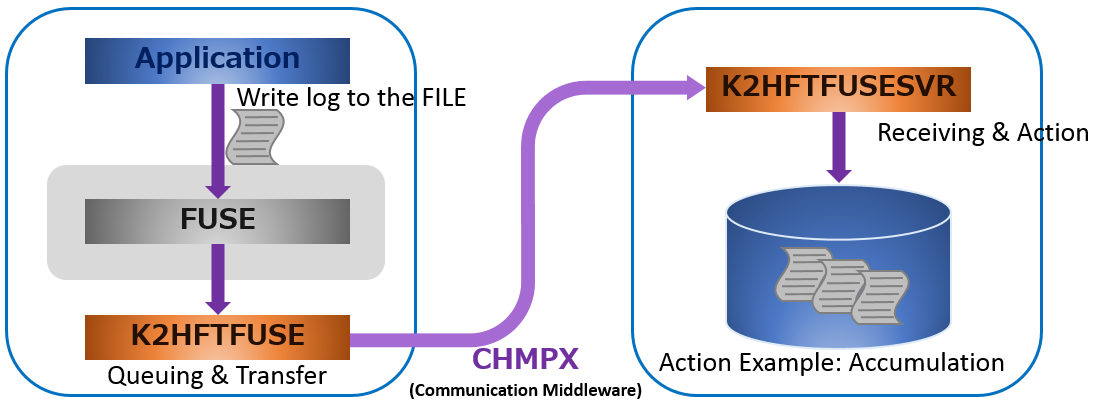 Application
Write log to the FILE
FUSE
K2HFTFUSE
Queuing & Transfer
CHMPX
(Communication Middleware)
K2HFTFUSESVR
Receiving & Action
Action Example: Accumulation